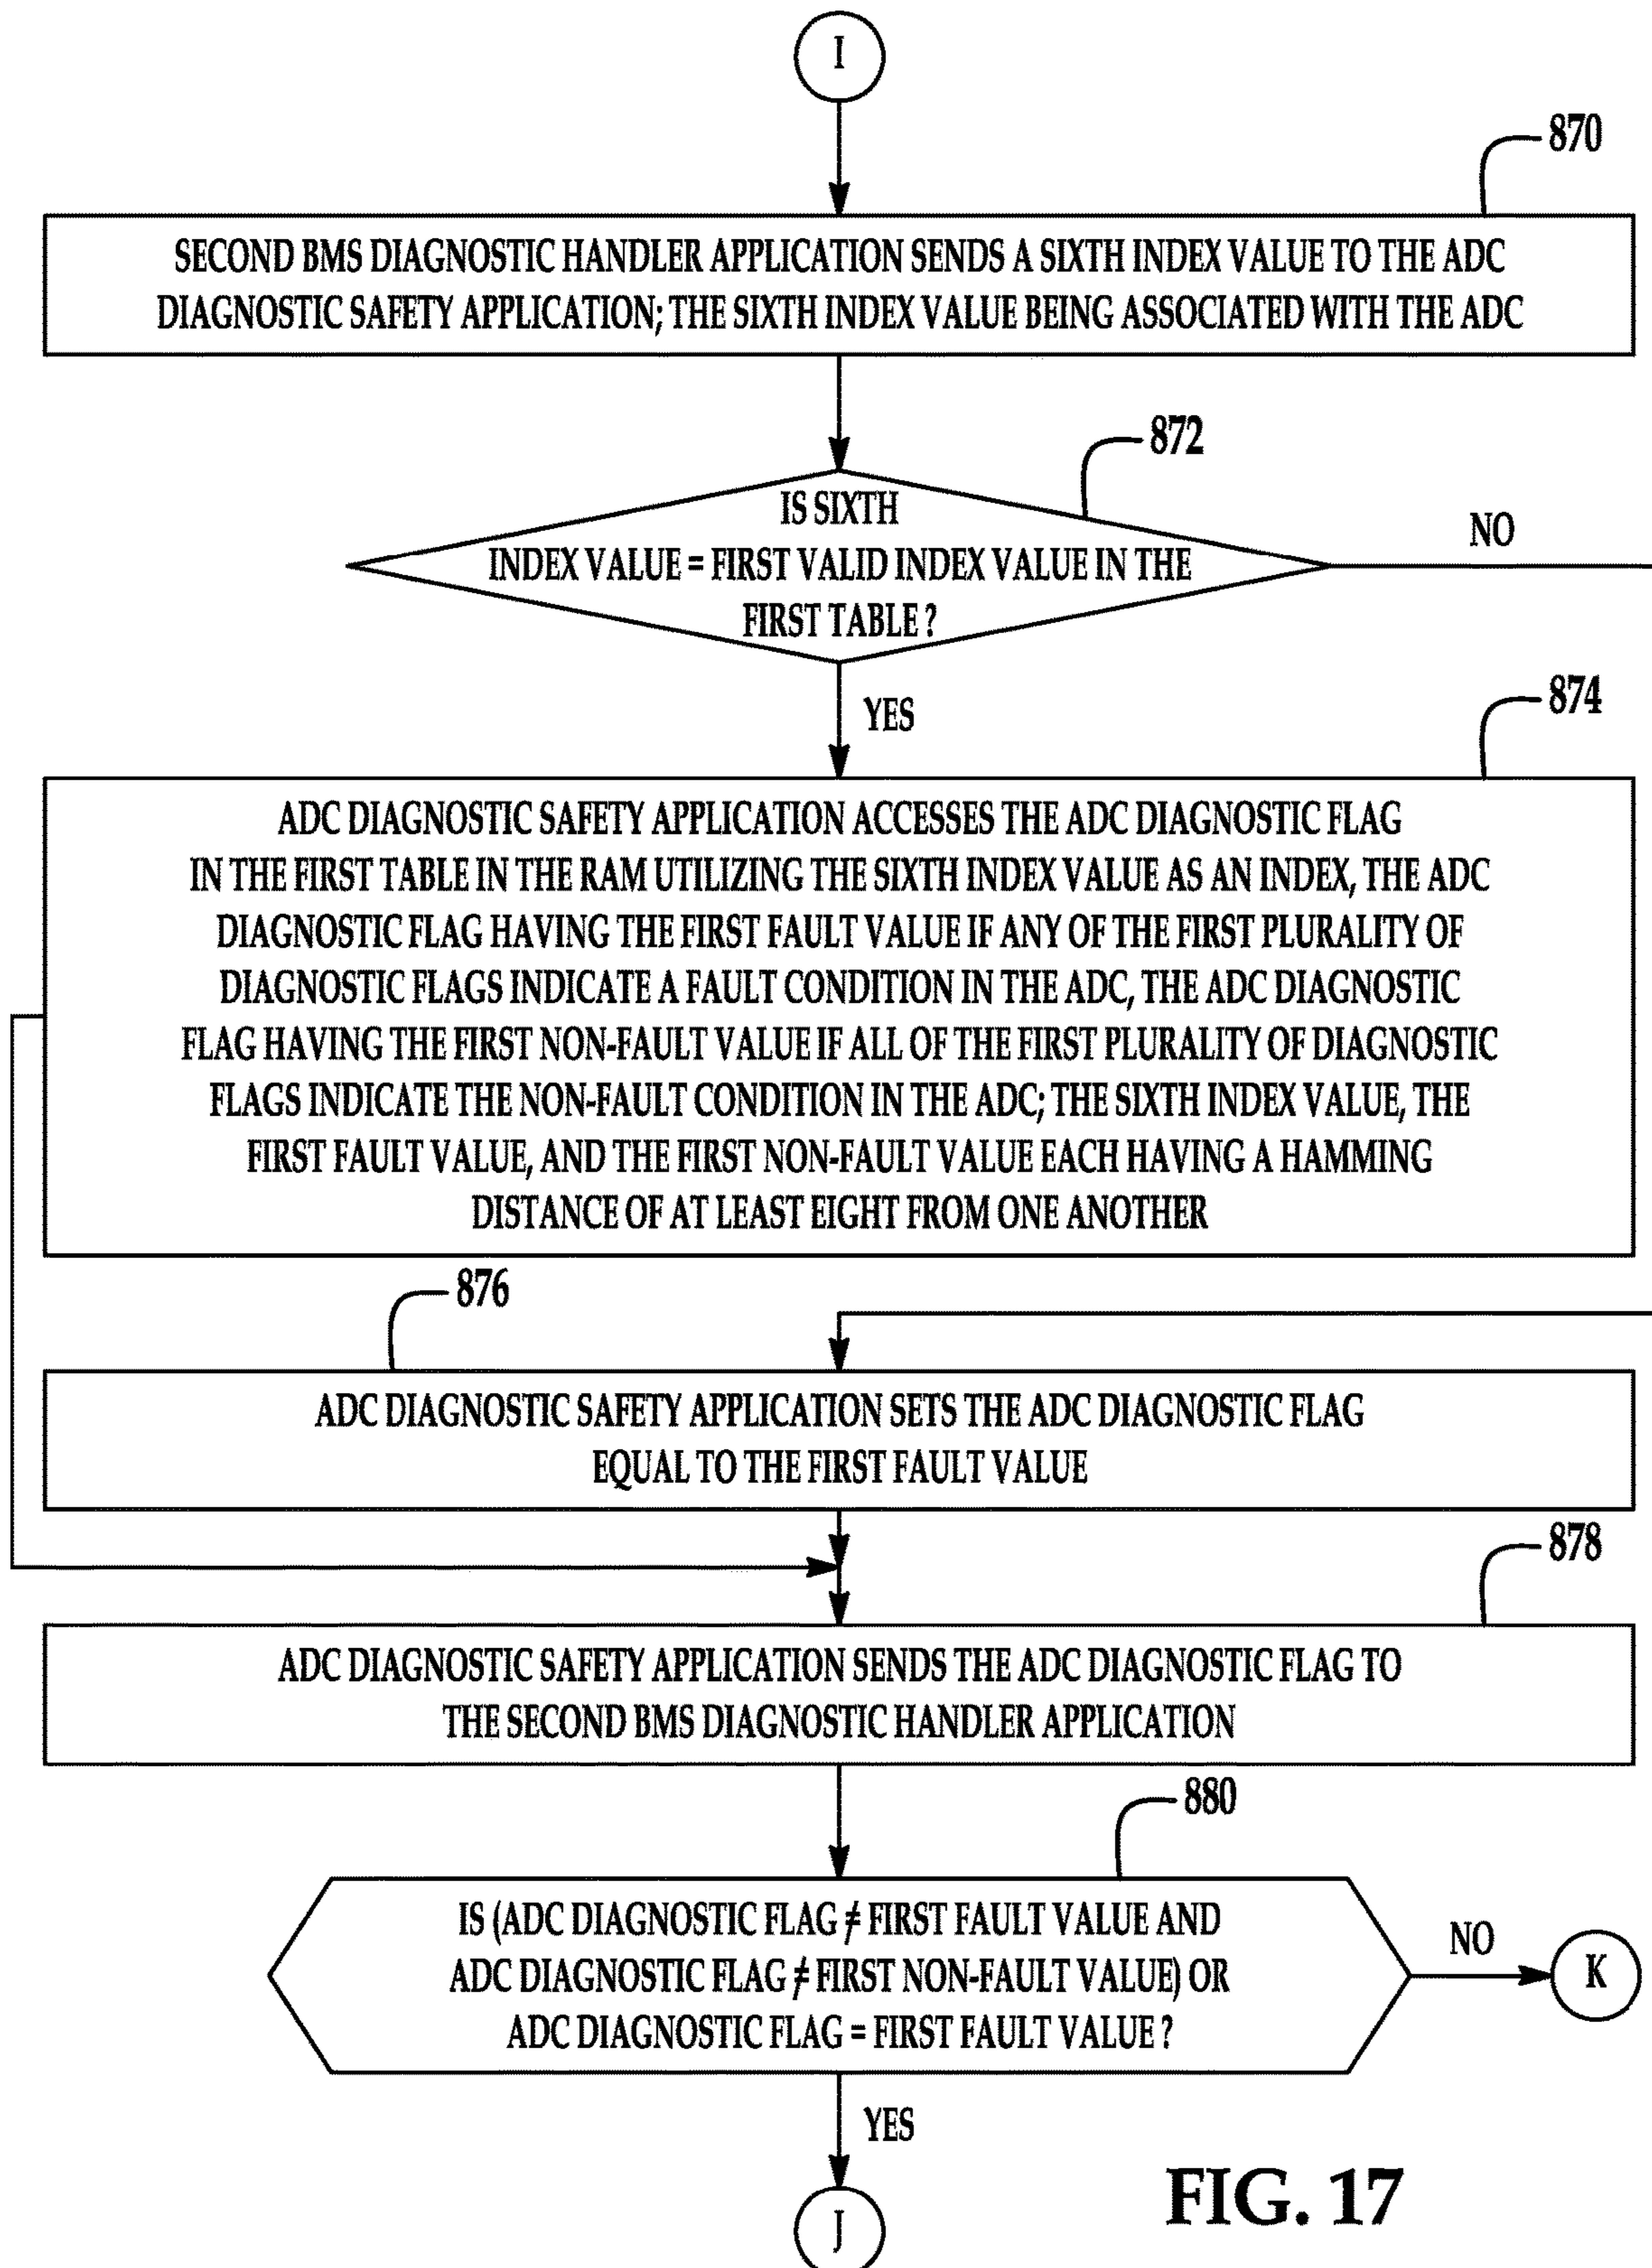 I
870
SECOND BMS DIAGNOSTIC HANDLER APPLICATION SENDS A SIXTH INDEX VALUE TO THE ADC
DIAGNOSTIC SAFETY APPLICATION; THE SIXTH INDEX VALUE BEING ASSOCIATED WITH THE ADC
872
IS SIXTH
INDEX VALUE = FIRST VALID INDEX VALUE IN THE
FIRST TABLE ?
NO
YES
874
ADC DIAGNOSTIC SAFETY APPLICATION ACCESSES THE ADC DIAGNOSTIC FLAG
IN THE FIRST TABLE IN THE RAM UTILIZING THE SIXTH INDEX VALUE AS AN INDEX, THE ADC
DIAGNOSTIC FLAG HAVING THE FIRST FAULT VALUE IF ANY OF THE FIRST PLURALITY OF
DIAGNOSTIC FLAGS INDICATE A FAULT CONDITION IN THE ADC, THE ADC DIAGNOSTIC
FLAG HAVING THE FIRST NON-FAULT VALUE IF ALL OF THE FIRST PLURALITY OF DIAGNOSTIC
FLAGS INDICATE THE NON-FAULT CONDITION IN THE ADC; THE SIXTH INDEX VALUE, THE
FIRST FAULT VALUE, AND THE FIRST NON-FAULT VALUE EACH HAVING A HAMMING
DISTANCE OF AT LEAST EIGHT FROM ONE ANOTHER
876
ADC DIAGNOSTIC SAFETY APPLICATION SETS THE ADC DIAGNOSTIC FLAG
EQUAL TO THE FIRST FAULT VALUE
878
ADC DIAGNOSTIC SAFETY APPLICATION SENDS THE ADC DIAGNOSTIC FLAG TO
THE SECOND BMS DIAGNOSTIC HANDLER APPLICATION
880
IS (ADC DIAGNOSTIC FLAG ≠ FIRST FAULT VALUE AND
ADC DIAGNOSTIC FLAG ≠ FIRST NON-FAULT VALUE) OR
ADC DIAGNOSTIC FLAG = FIRST FAULT VALUE ?
NO
K
YES
J
FIG. 17